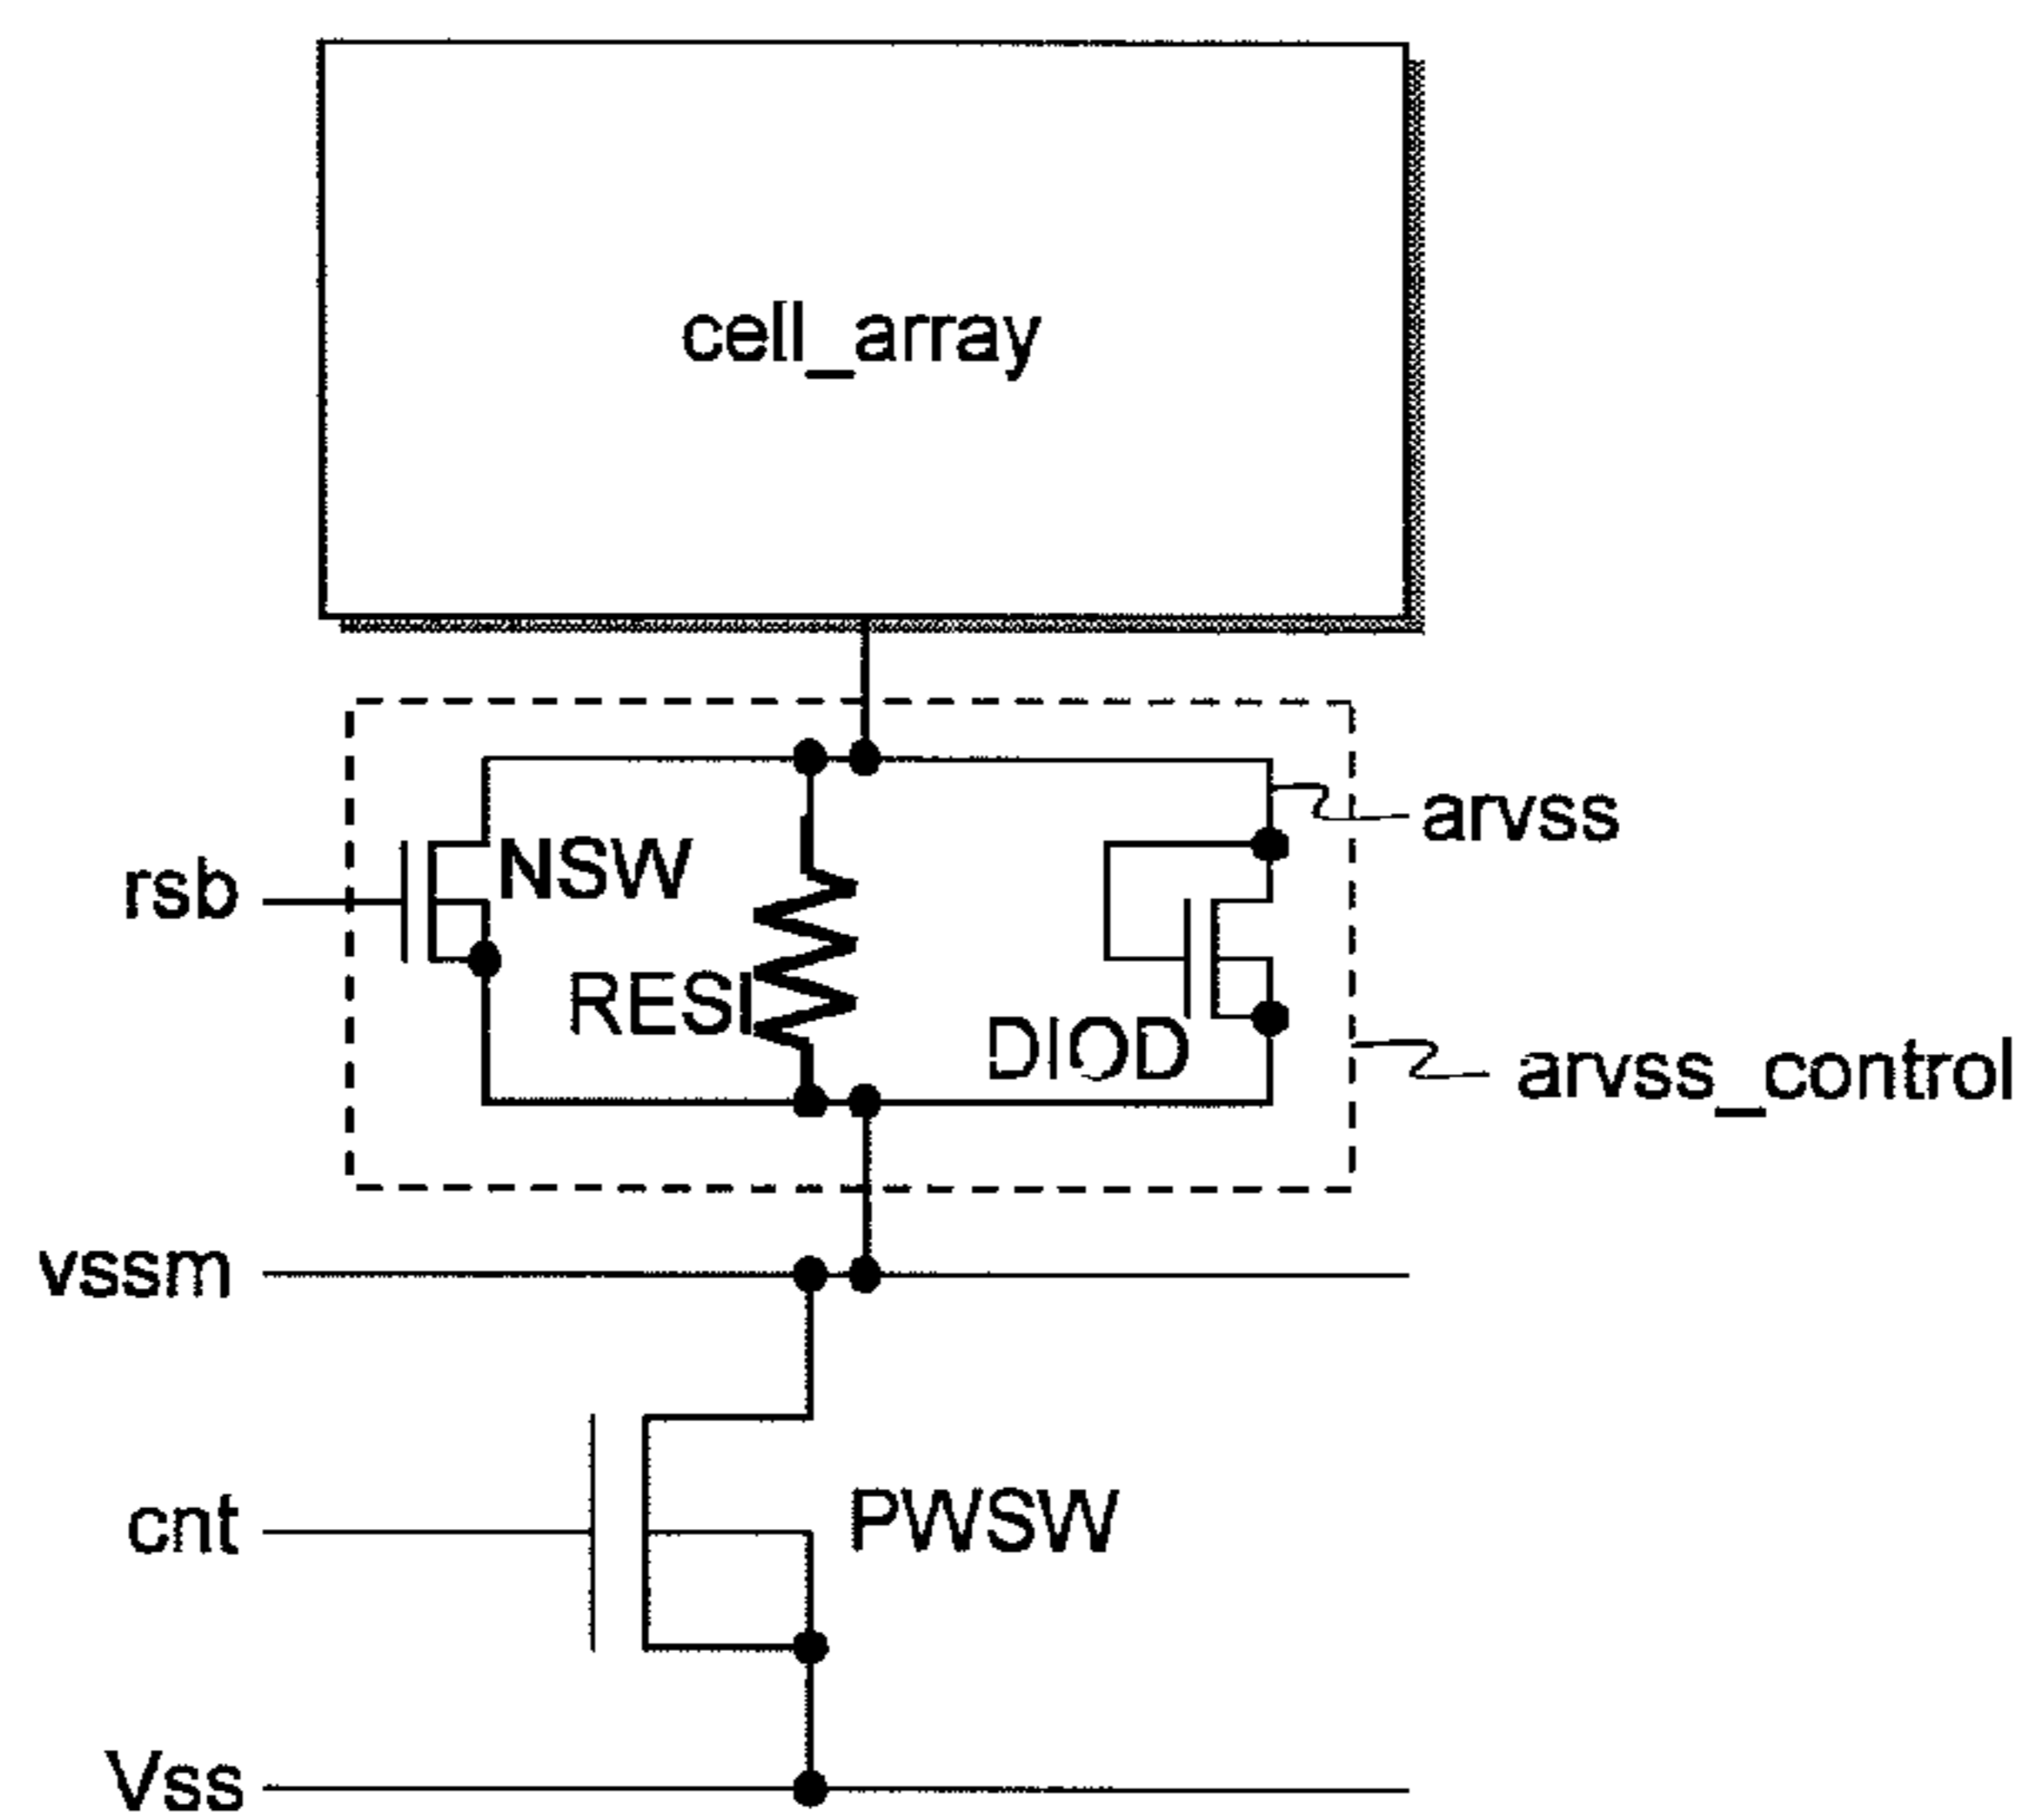 cell_array
arvss
rsb
NSW
RESI
DIOD
arvss_control
vssm
cnt
PWSW
Vss